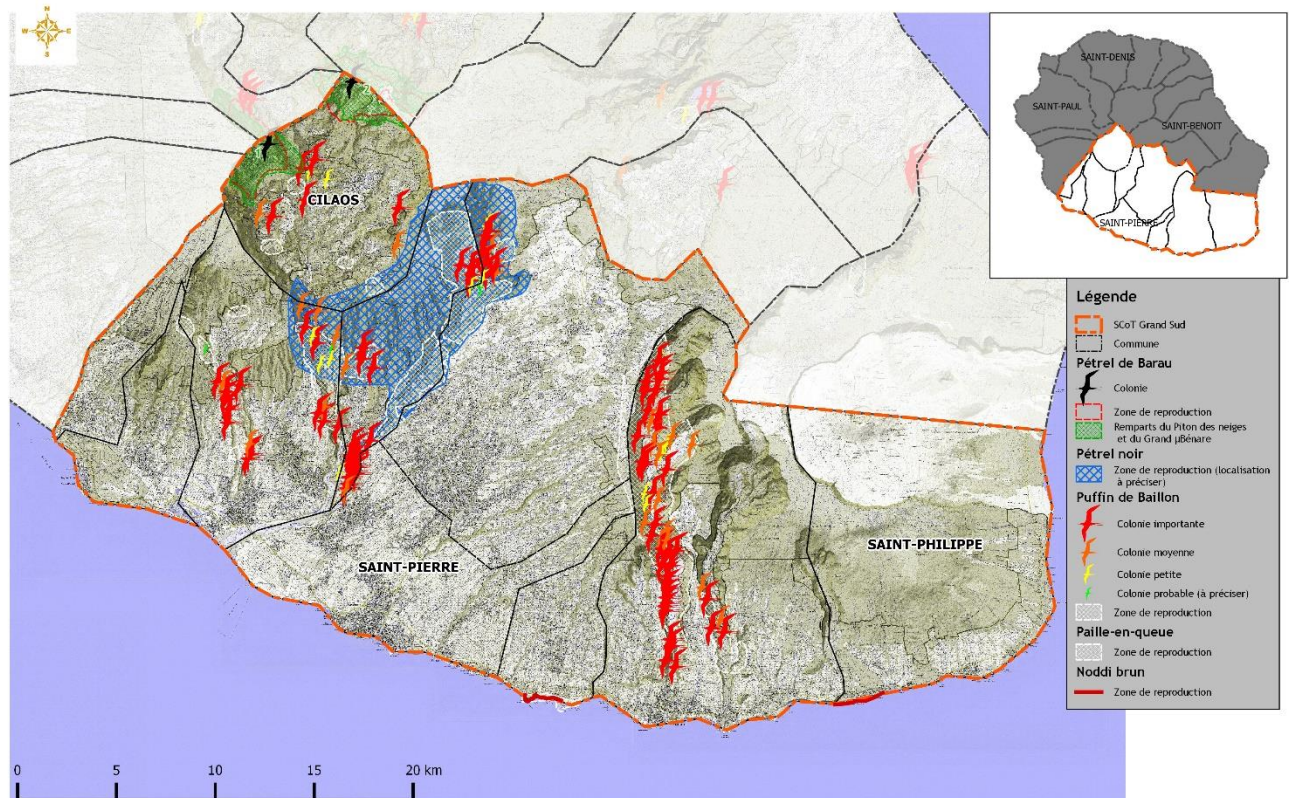 N
W E
S
SAINT-DENIS
SAINT-PAUL
SAINT-BENOIT
SAINT-PIERRE
CILAOS
SAINT-PIERRE
SAINT-PHILIPPE
Légende
SCoT Grand Sud
Commune
Pétrel de Barau
Colonie
Zone de reproduction
Remparts du Piton des neiges
et du Grand µBénare
Pétrel noir
Zone de reproduction (localisation
à préciser)
Puffin de Baillon
Colonie importante
Colonie moyenne
Colonie petite
Colonie probable (à préciser)
Zone de reproduction
Paille-en-queue
Zone de reproduction
Noddi brun
Zone de reproduction
0 5 10 15 20 km